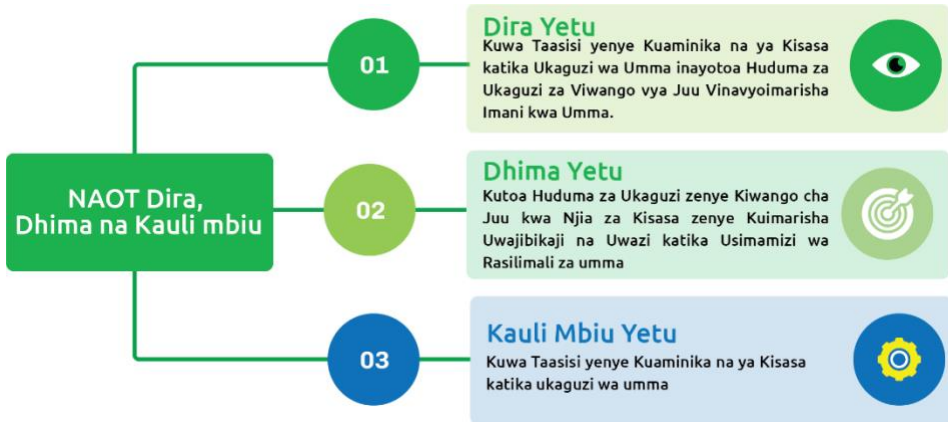 NAOT Dira,
Dhima na Kauli mbiu
01
Dira Yetu
Kuwa Taasisi yenye Kuaminika na ya Kisasa
katika Ukaguzi wa Umma inayotoa Huduma za
Ukaguzi za Viwango vya Juu Vinavyoimarisha
Imani kwa Umma.
02
Dhima Yetu
Kutoa Huduma za Ukaguzi zenye Kiwango cha
Juu kwa Njia za Kisasa zenye Kuimarisha
Uwajibikaji na Uwazi katika Usimamizi wa
Rasilimali za umma
03
Kauli Mbiu Yetu
Kuwa Taasisi yenye Kuaminika na ya Kisasa
katika ukaguzi wa umma